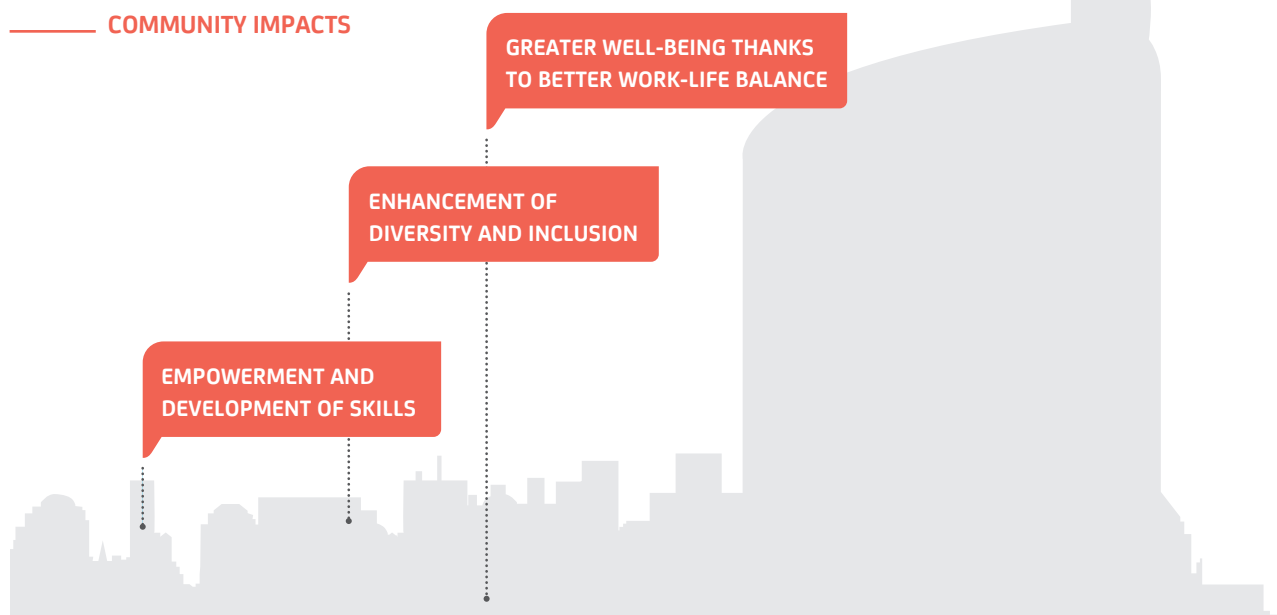 COMMUNITY IMPACTS
GREATER WELL-BEING THANKS
TO BETTER WORK-LIFE BALANCE
ENHANCEMENT OF
DIVERSITY AND INCLUSION
EMPOWERMENT AND
DEVELOPMENT OF SKILLS